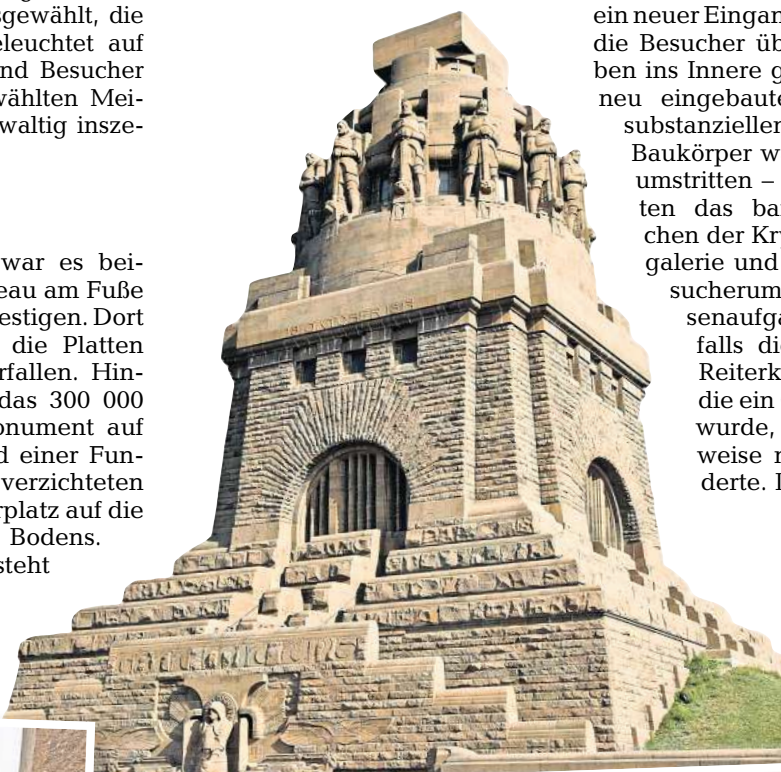 sgewählt, die
eleuchtet auf
nd Besucher
wählten Mei-
waltig insze-
war es bei-
eau am Fuße
estigen. Dort
die Platten
rfallen. Hin-
das 300 000
onument auf
d einer Fun-
verzichteten
rplatz auf die
Bodens.
steht
ein neuer Eingan
die Besucher üb
ben ins Innere g
neu eingebaute
substanzieller
Baukörper w
umstritten –
ten das ba
chen der Kr
galerie und
sucherum
senaufga
falls di
Reiterk
die ein
wurde,
weise r
derte. I
18 OKTOBER 1813